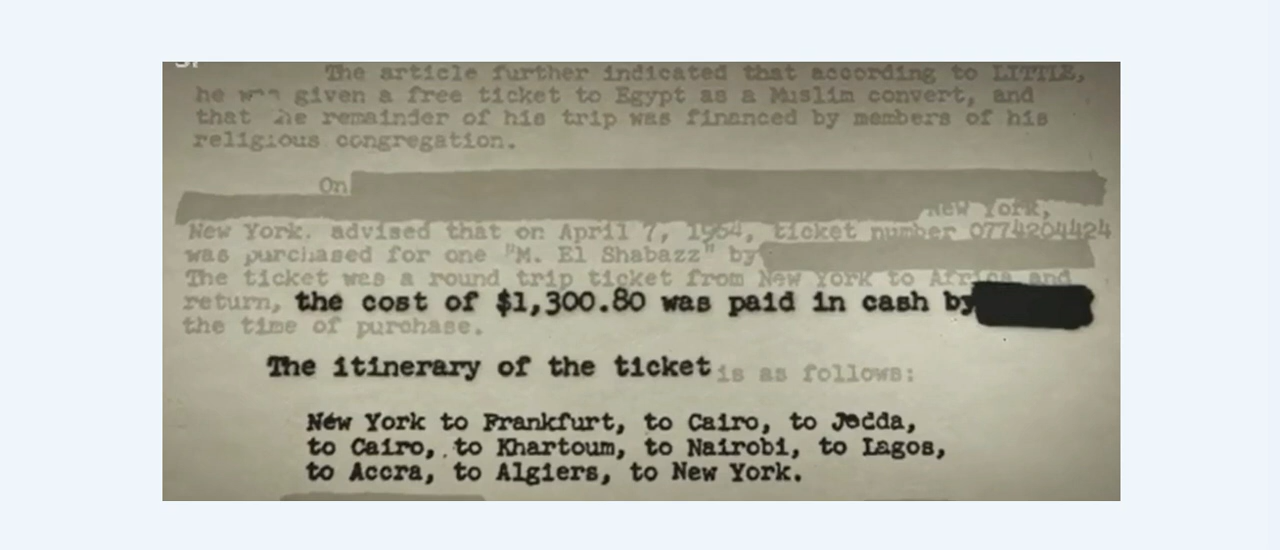 The article further indicated that according to LITTLE,
he was given a free ticket to Egypt as a Muslim convert, and
that he remainder of his trip was financed by members of his
religious congregation.
On
New York,
New York. advised that on April 7, 1964, ticket number 0774204424
was purchased for one "M. El Shabazz" by
The ticket was a round trip ticket from New York to Africa and
return, the cost of $1,300.80 was paid in cash by
the time of purchase.
The itinerary of the ticket is as follows:
New York to Frankfurt, to Cairo, to Jedda,
to Cairo, to Khartoum, to Nairobi, to Lagos,
to Accra, to Algiers, to New York.